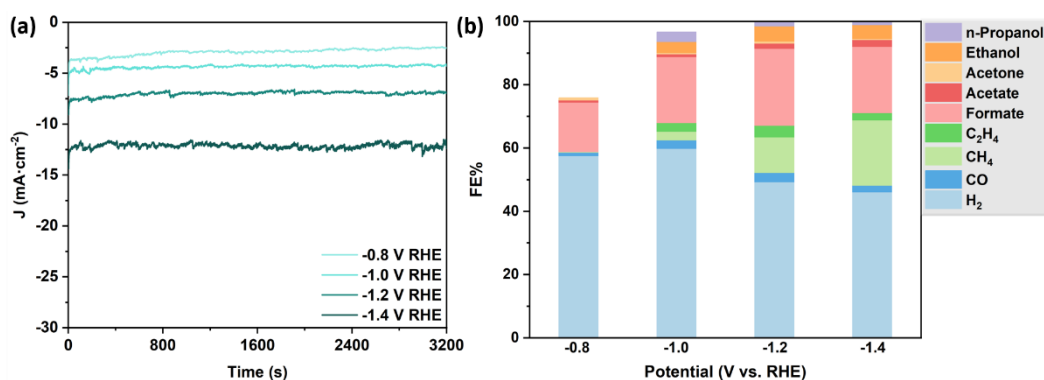 (a)
0
-5
-10
-15
-20
-25
-30
J (mA·cm⁻²)
0 800 1600 2400 3200
Time (s)
-0.8 V RHE
-1.0 V RHE
-1.2 V RHE
-1.4 V RHE
(b)
100
80
60
40
20
0
FE%
-0.8 -1.0 -1.2 -1.4
Potential (V vs. RHE)
n-Propanol
Ethanol
Acetone
Acetate
Formate
C₂H₄
CH₄
CO
H₂